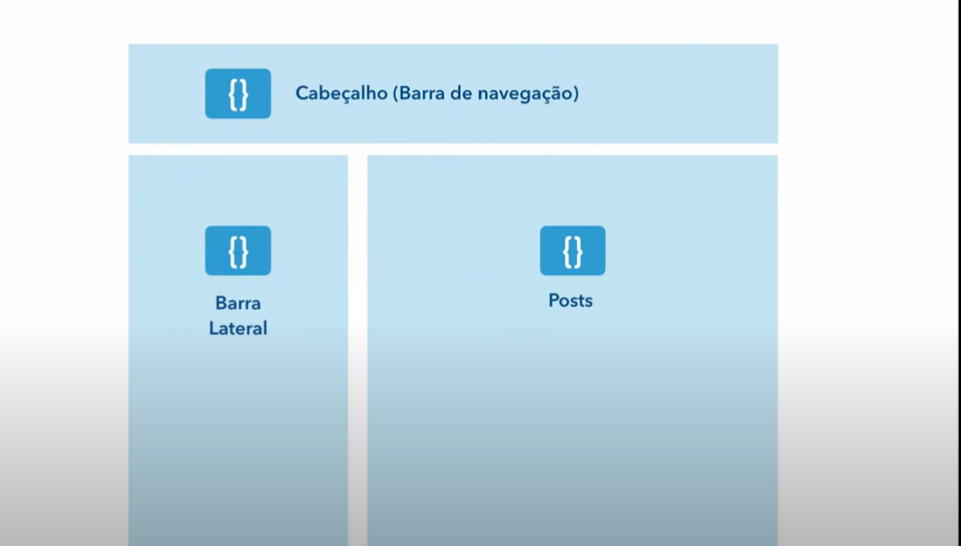 {} Cabeçalho (Barra de navegação)
{}
Barra
Lateral
{}
Posts